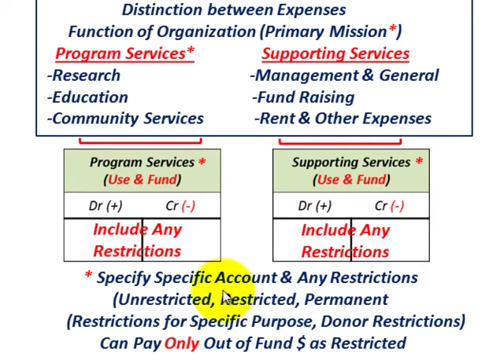 Distinction between Expenses
Function of Organization (Primary Mission*)
Program Services*
-Research
-Education
-Community Services
Supporting Services
-Management & General
-Fund Raising
-Rent & Other Expenses
Program Services *
(Use & Fund)
Dr (+) Cr (-)
Include Any
Restrictions
Supporting Services *
(Use & Fund)
Dr (+) Cr (-)
Include Any
Restrictions
* Specify Specific Account & Any Restrictions
(Unrestricted, Restricted, Permanent
(Restrictions for Specific Purpose, Donor Restrictions)
Can Pay Only Out of Fund $ as Restricted